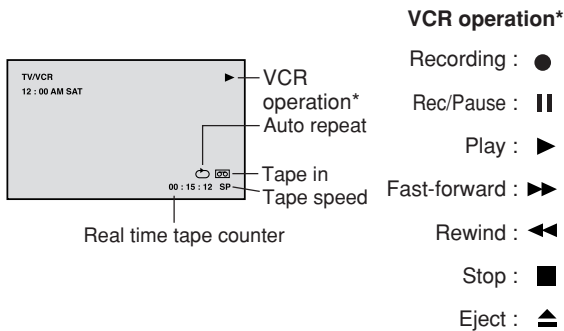 VCR operation*
Recording : ●
Rec/Pause : ❚❚
Play : ►
Fast-forward : ►►
Rewind : ◄◄
Stop : ■
Eject : ⏏
TV/VCR ►
12 : 00 AM SAT
VCR
operation*
Auto repeat
Tape in
00 : 15 : 12 SP
Tape speed
Real time tape counter